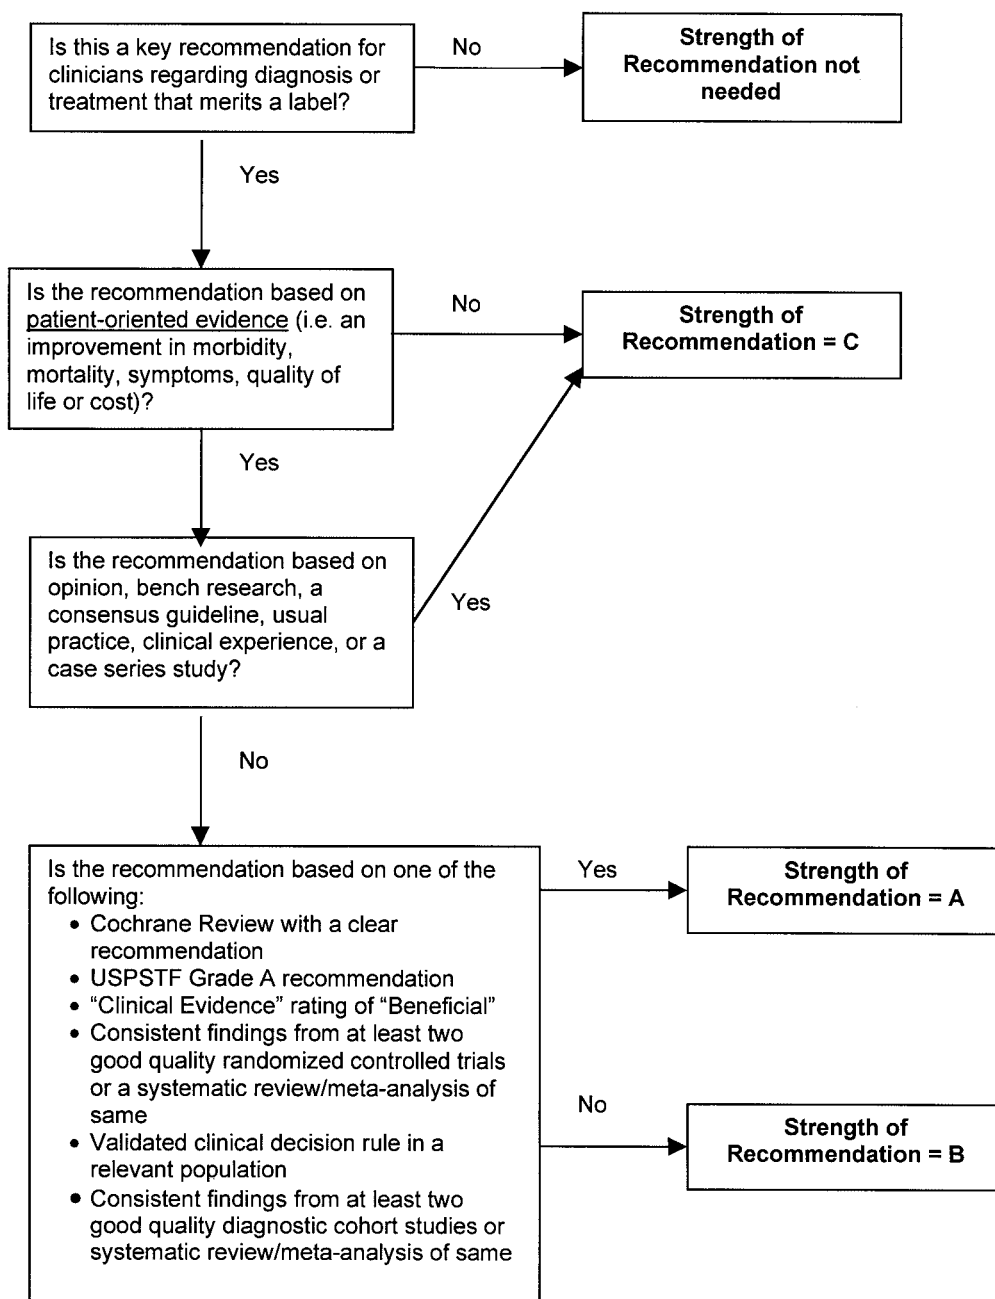 Is this a key recommendation for
clinicians regarding diagnosis or
treatment that merits a label?
No
Strength of
Recommendation not
needed
Yes
Is the recommendation based on
patient-oriented evidence (i.e. an
improvement in morbidity,
mortality, symptoms, quality of
life or cost)?
No
Strength of
Recommendation = C
Yes
Is the recommendation based on
opinion, bench research, a
consensus guideline, usual
practice, clinical experience, or a
case series study?
Yes
No
Is the recommendation based on one of the
following:
• Cochrane Review with a clear
recommendation
• USPSTF Grade A recommendation
• “Clinical Evidence” rating of “Beneficial”
• Consistent findings from at least two
good quality randomized controlled trials
or a systematic review/meta-analysis of
same
• Validated clinical decision rule in a
relevant population
• Consistent findings from at least two
good quality diagnostic cohort studies or
systematic review/meta-analysis of same
Yes
Strength of
Recommendation = A
No
Strength of
Recommendation = B